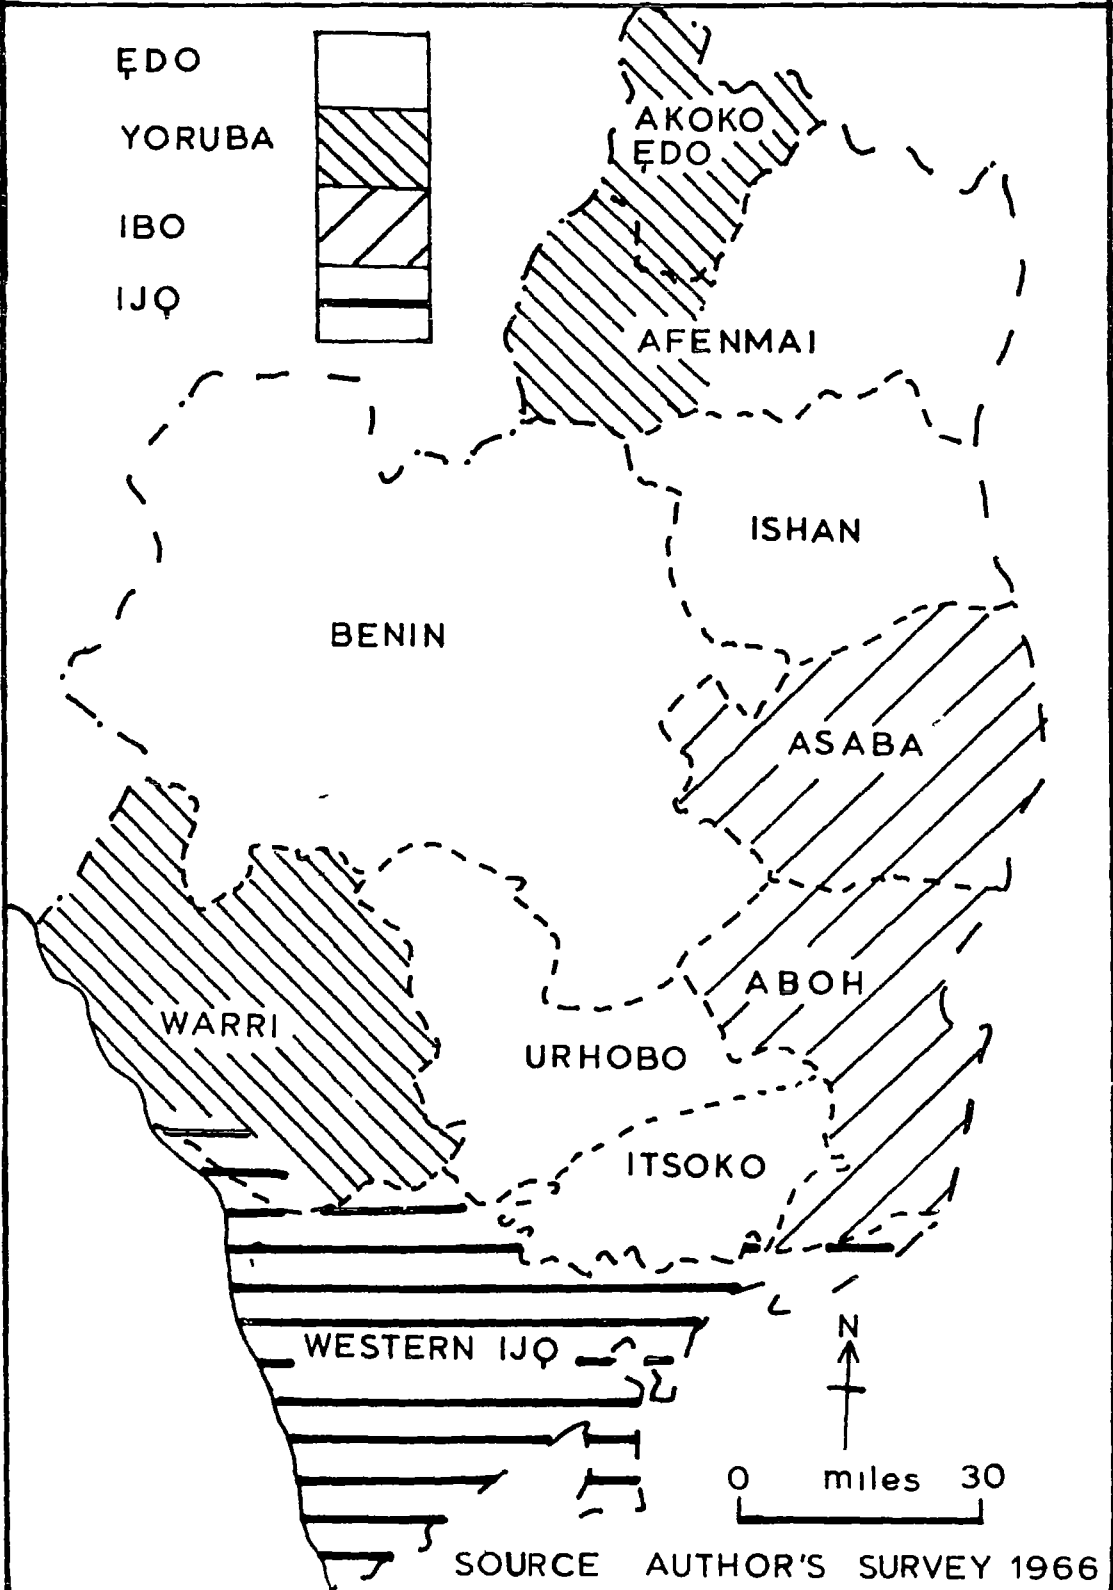 ẸDO
YORUBA
IBO
IJỌ
AKOKO
ẸDO
AFENMAI
ISHAN
BENIN
ASABA
ABOH
WARRI
URHOBO
ITSOKO
WESTERN IJỌ
N
0 miles 30
SOURCE AUTHOR'S SURVEY 1966